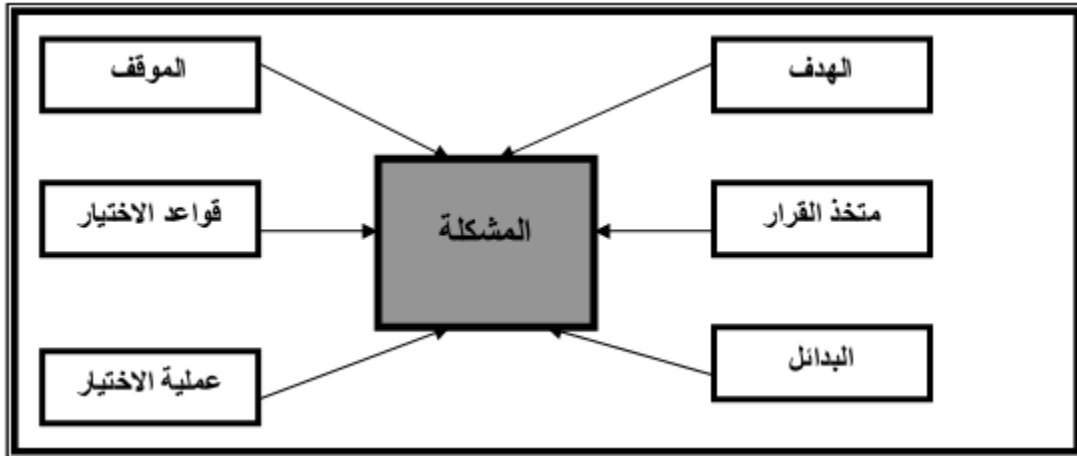 الهدف
الموقف
متخذ القرار
المشكلة
قواعد الاختيار
البدائل
عملية الاختيار